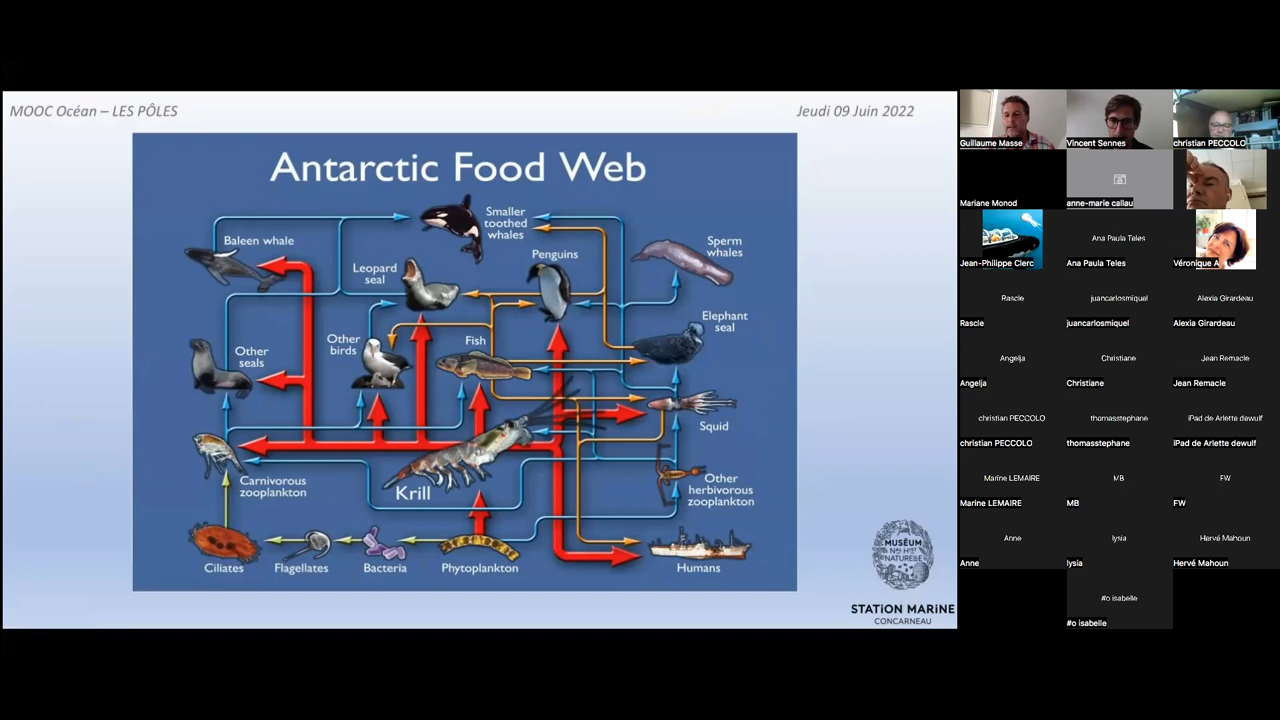 MOOC Océan – LES PÔLES
Jeudi 09 Juin 2022
Antarctic Food Web
Baleen whale
Smaller
toothed
whales
Sperm
whales
Leopard
seal
Penguins
Elephant
seal
Other
seals
Other
birds
Fish
Squid
Carnivorous
zooplankton
Krill
Other
herbivorous
zooplankton
Ciliates
Flagellates
Bacteria
Phytoplankton
Humans
MUSÉUM
STATION MARINE
CONCARNEAU
Guillaume Masse
Vincent Sennes
christian PECCOLO
Mariane Monod
anne-marie callau
Jean-Philippe Clerc
Ana Paula Teles
Ana Paula Teles
Véronique A
Rascle
juancarlosmiquel
Alexia Girardeau
Rascle
juancarlosmiquel
Alexia Girardeau
Angelja
Christiane
Jean Remacle
Angelja
Christiane
Jean Remacle
christian PECCOLO
thomasstephane
iPad de Arlette dewulf
christian PECCOLO
thomasstephane
iPad de Arlette dewulf
Marine LEMAIRE
MB
FW
Marine LEMAIRE
MB
FW
Anne
lysia
Hervé Mahoun
Anne
lysia
Hervé Mahoun
#o isabelle
#o isabelle